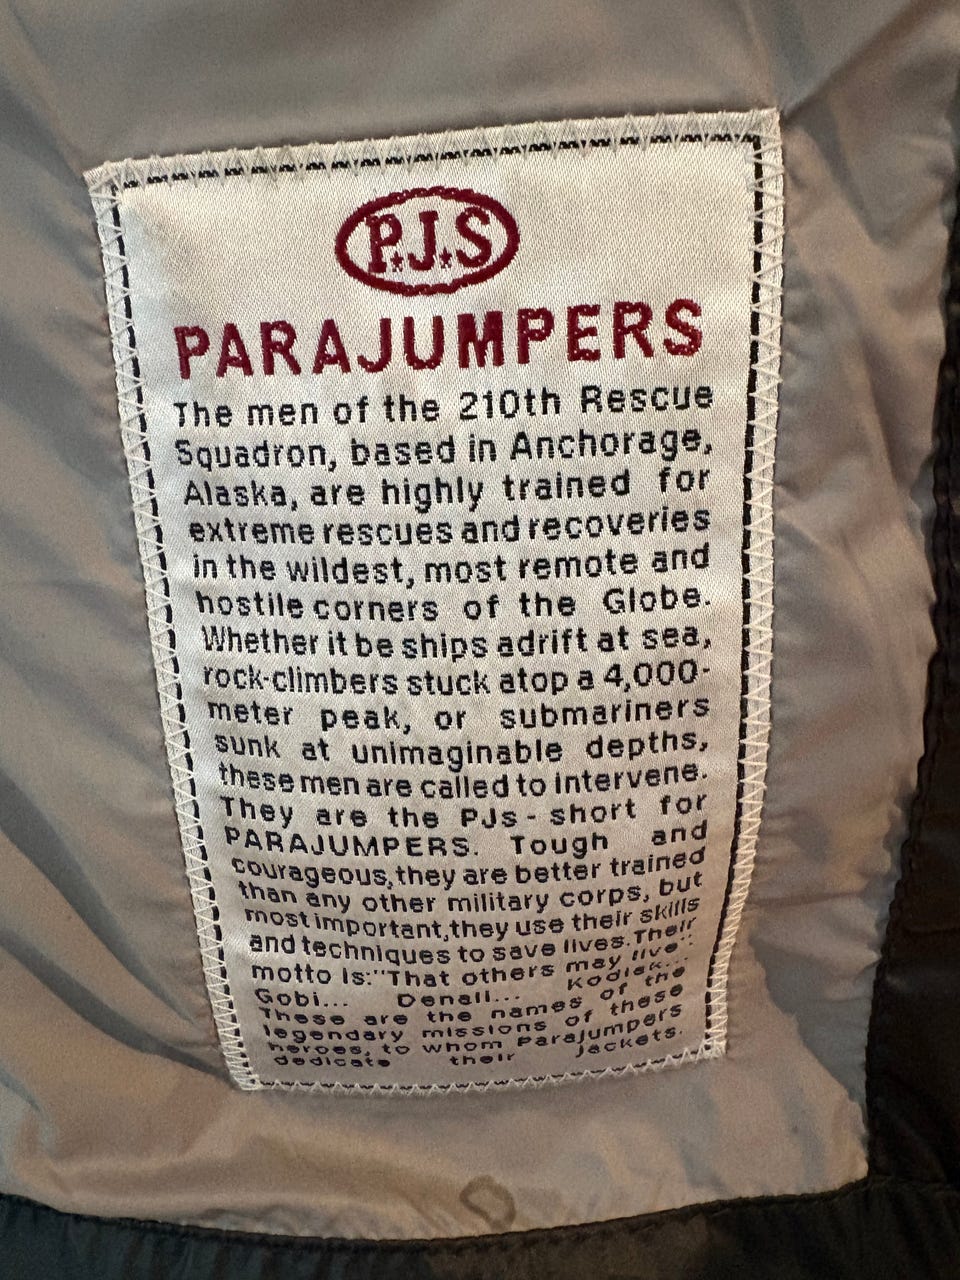 P.J.S
PARAJUMPERS
The men of the 210th Rescue
Squadron, based in Anchorage,
Alaska, are highly trained for
extreme rescues and recoveries
in the wildest, most remote and
hostile corners of the Globe.
Whether it be ships adrift at sea,
rock-climbers stuck atop a 4,000-
meter peak, or submariners
sunk at unimaginable depths,
these men are called to intervene.
They are the PJs - short for
PARAJUMPERS. Tough and
courageous, they are better trained
than any other military corps, but
most important, they use their skills
and techniques to save lives. Their
motto is: "That others may live".
Gobi... Denali... Kodiak...
These are the names of the
legendary missions of these
heroes, to whom Parajumpers
dedicate their jackets.